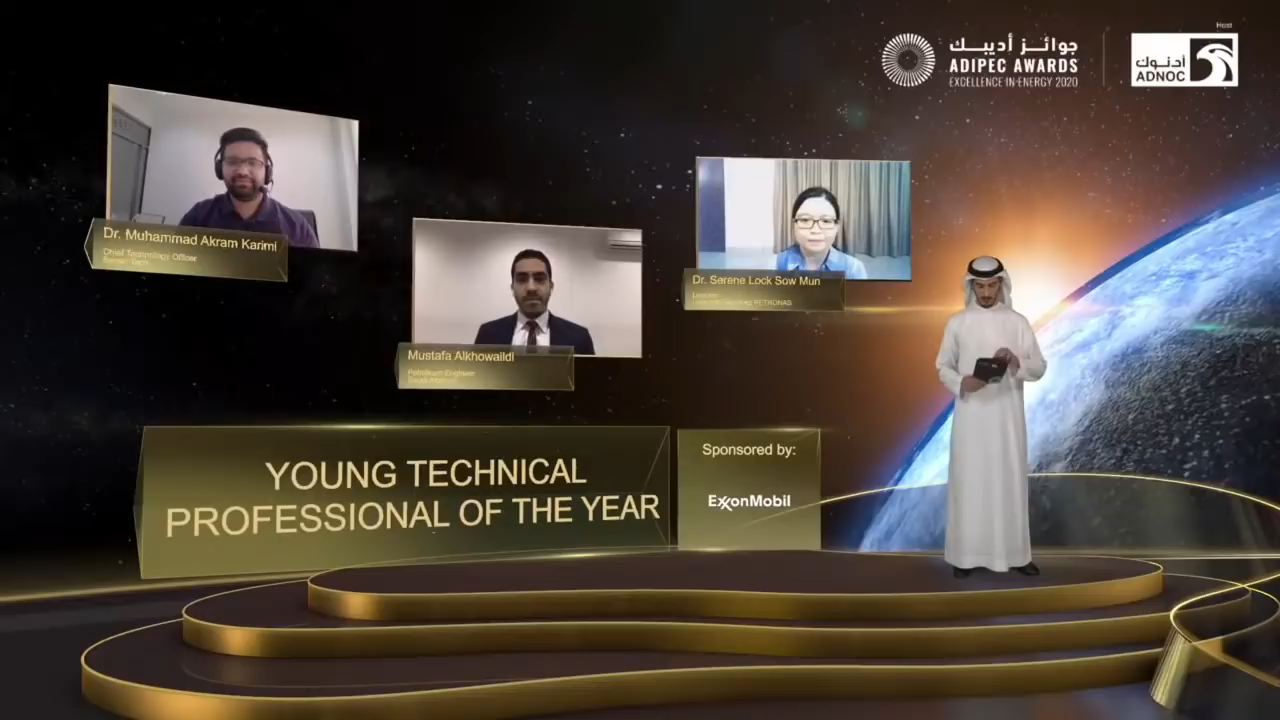 Host
جوائز أديبك
ADIPEC AWARDS
EXCELLENCE IN ENERGY 2020
أدنوك
ADNOC
Dr. Muhammad Akram Karimi
Chief Technology Officer
Mustafa Alkhowaildi
Petroleum Engineer
Dr. Serene Lock Sow Mun
PETRONAS
YOUNG TECHNICAL
PROFESSIONAL OF THE YEAR
Sponsored by:
ExxonMobil